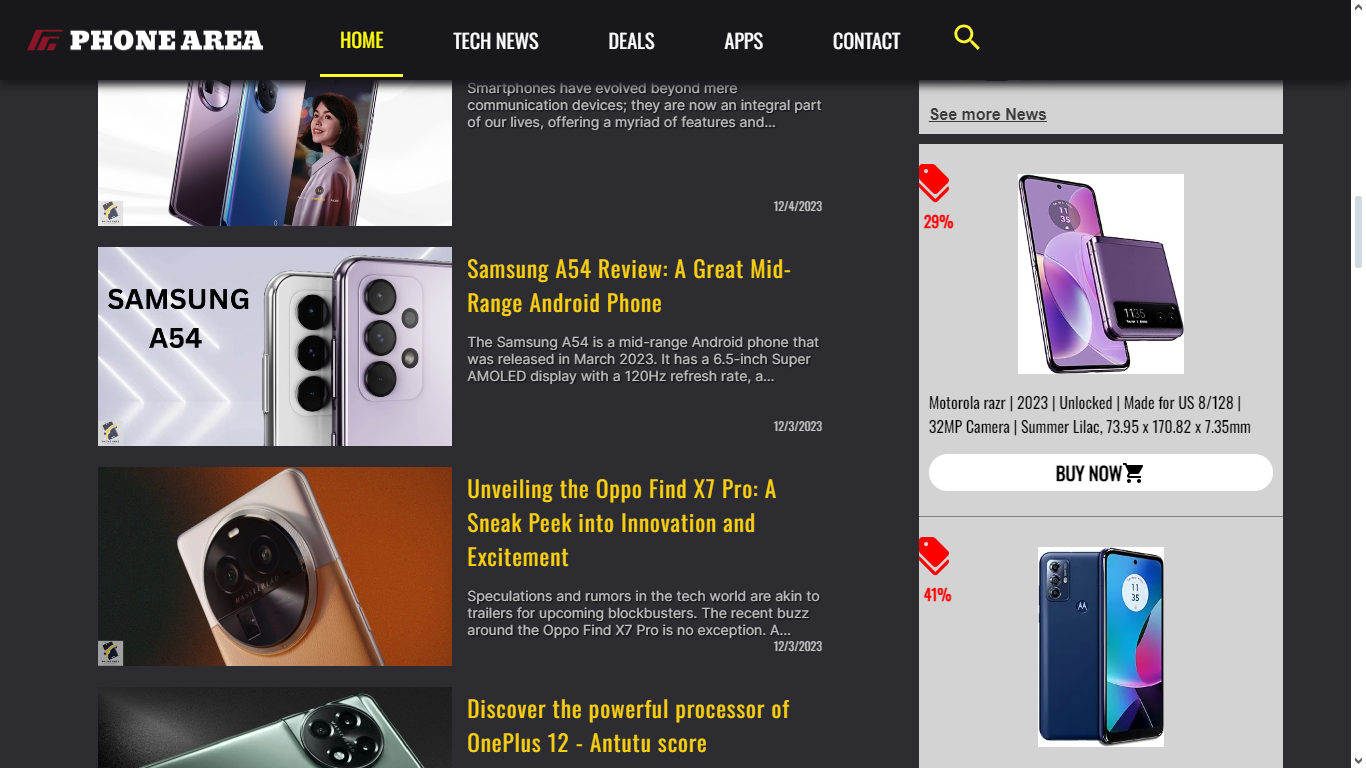 PHONE AREA
HOME
TECH NEWS
DEALS
APPS
CONTACT
Smartphones have evolved beyond mere
communication devices; they are now an integral part
of our lives, offering a myriad of features and...
12/4/2023
SAMSUNG
A54
Samsung A54 Review: A Great Mid-
Range Android Phone
The Samsung A54 is a mid-range Android phone that
was released in March 2023. It has a 6.5-inch Super
AMOLED display with a 120Hz refresh rate, a...
12/3/2023
HASSELBLAD
Unveiling the Oppo Find X7 Pro: A
Sneak Peek into Innovation and
Excitement
Speculations and rumors in the tech world are akin to
trailers for upcoming blockbusters. The recent buzz
around the Oppo Find X7 Pro is no exception. A...
12/3/2023
Discover the powerful processor of
OnePlus 12 - Antutu score
See more News
29%
11
35
11:35
Motorola razr | 2023 | Unlocked | Made for US 8/128 |
32MP Camera | Summer Lilac, 73.95 x 170.82 x 7.35mm
BUY NOW
41%
11
35